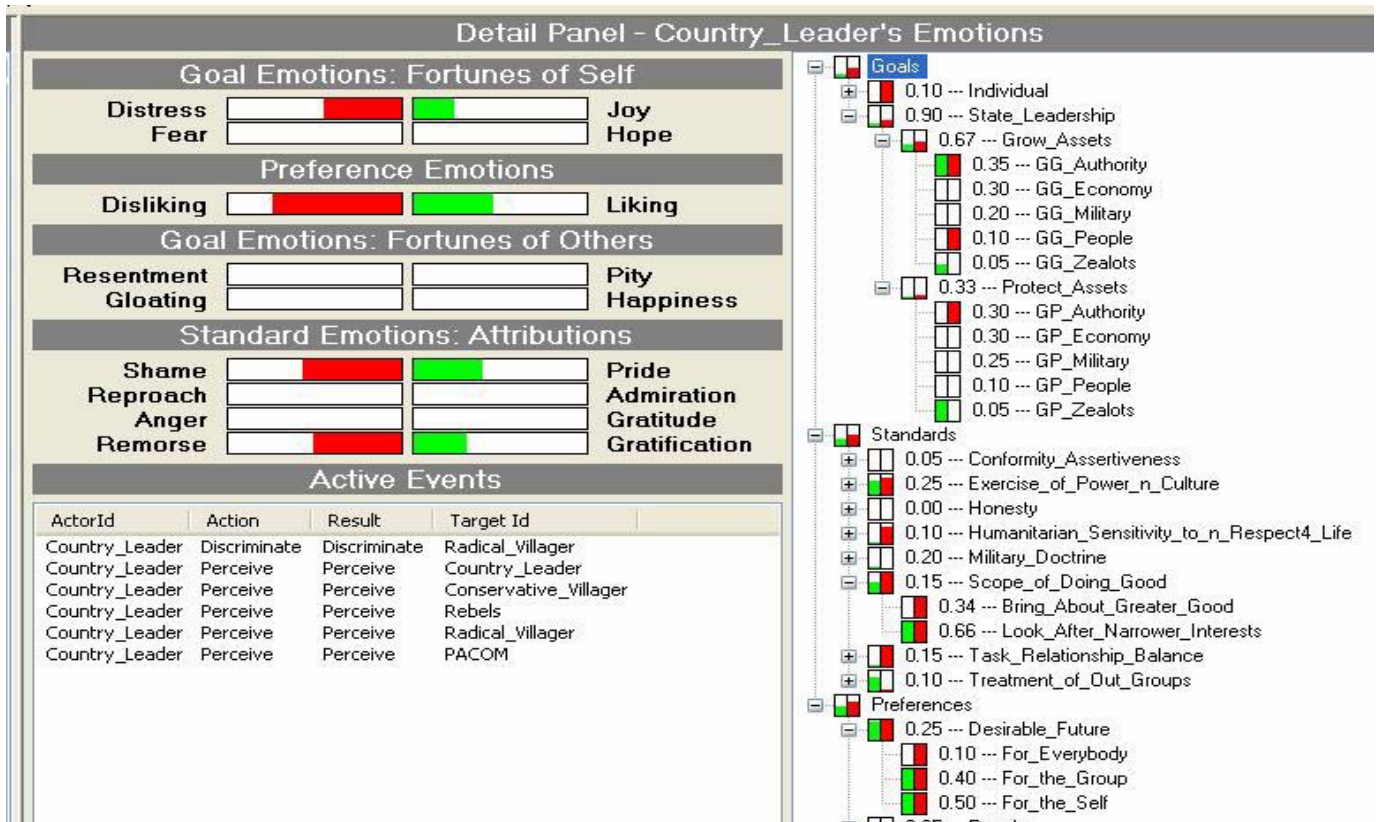 Detail Panel - Country_Leader's Emotions
Goal Emotions: Fortunes of Self
Distress Joy
Fear Hope
Preference Emotions
Disliking Liking
Goal Emotions: Fortunes of Others
Resentment Pity
Gloating Happiness
Standard Emotions: Attributions
Shame Pride
Reproach Admiration
Anger Gratitude
Remorse Gratification
Active Events
ActorId Action Result Target Id
Country_Leader Discriminate Discriminate Radical_Villager
Country_Leader Perceive Perceive Country_Leader
Country_Leader Perceive Perceive Conservative_Villager
Country_Leader Perceive Perceive Rebels
Country_Leader Perceive Perceive Radical_Villager
Country_Leader Perceive Perceive PACOM
Goals
0.10 --- Individual
0.90 --- State_Leadership
0.67 --- Grow_Assets
0.35 --- GG_Authority
0.30 --- GG_Economy
0.20 --- GG_Military
0.10 --- GG_People
0.05 --- GG_Zealots
0.33 --- Protect_Assets
0.30 --- GP_Authority
0.30 --- GP_Economy
0.25 --- GP_Military
0.10 --- GP_People
0.05 --- GP_Zealots
Standards
0.05 --- Conformity_Assertiveness
0.25 --- Exercise_of_Power_n_Culture
0.00 --- Honesty
0.10 --- Humanitarian_Sensitivity_to_n_Respect4_Life
0.20 --- Military_Doctrine
0.15 --- Scope_of_Doing_Good
0.34 --- Bring_About_Greater_Good
0.66 --- Look_After_Narrower_Interests
0.15 --- Task_Relationship_Balance
0.10 --- Treatment_of_Out_Groups
Preferences
0.25 --- Desirable_Future
0.10 --- For_Everybody
0.40 --- For_the_Group
0.50 --- For_the_Self